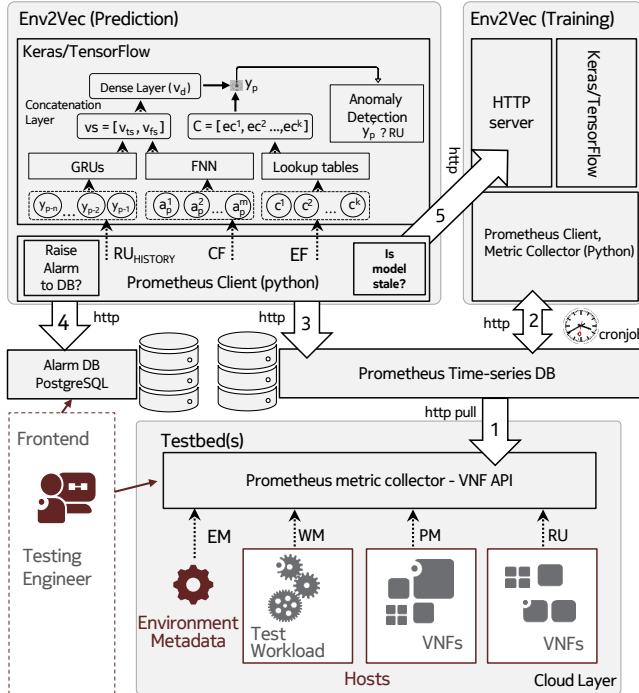 Env2Vec (Prediction)
Env2Vec (Training)
Keras/TensorFlow
Dense Layer (vd)
yp
Concatenation
Layer
vs = [vts , vfs]
C = [ec1, ec2 ...,eck]
Anomaly
Detection
yp ? RU
HTTP
server
Keras/TensorFlow
GRUs
FNN
Lookup tables
http
yp-n ... yp-2 yp-1
ap1 ap2 ... apm
c1 c2 ... ck
5
Raise
Alarm
to DB?
RUHISTORY
CF
EF
Is
model
stale?
Prometheus Client (python)
Prometheus Client,
Metric Collector (Python)
4
http
http
3
http
2
cronjob
Alarm DB
PostgreSQL
Prometheus Time-series DB
http pull
1
Frontend
Testing
Engineer
Testbed(s)
Prometheus metric collector - VNF API
EM
WM
PM
RU
Environment
Metadata
Test
Workload
VNFs
VNFs
Hosts
Cloud Layer